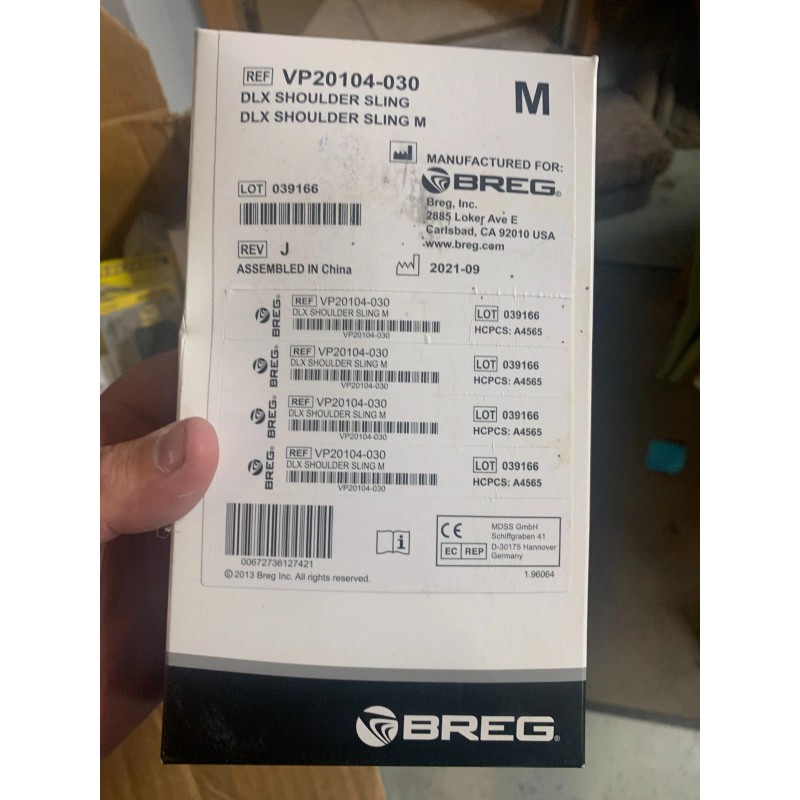 REF VP20104-030
DLX SHOULDER SLING
DLX SHOULDER SLING M
M
MANUFACTURED FOR:
BREG®
Breg, Inc.
2885 Loker Ave E
Carlsbad, CA 92010 USA
www.breg.com
LOT 039166
REV J
ASSEMBLED IN China
2021-09
BREG®
REF VP20104-030
DLX SHOULDER SLING M
VP20104-030
LOT 039166
HCPCS: A4565
BREG®
REF VP20104-030
DLX SHOULDER SLING M
VP20104-030
LOT 039166
HCPCS: A4565
BREG®
REF VP20104-030
DLX SHOULDER SLING M
VP20104-030
LOT 039166
HCPCS: A4565
BREG®
REF VP20104-030
DLX SHOULDER SLING M
VP20104-030
LOT 039166
HCPCS: A4565
00672736127421
© 2013 Breg Inc. All rights reserved.
i
CE
EC REP
MDSS GmbH
Schiffgraben 41
D-30175 Hannover
Germany
1.96064
BREG®